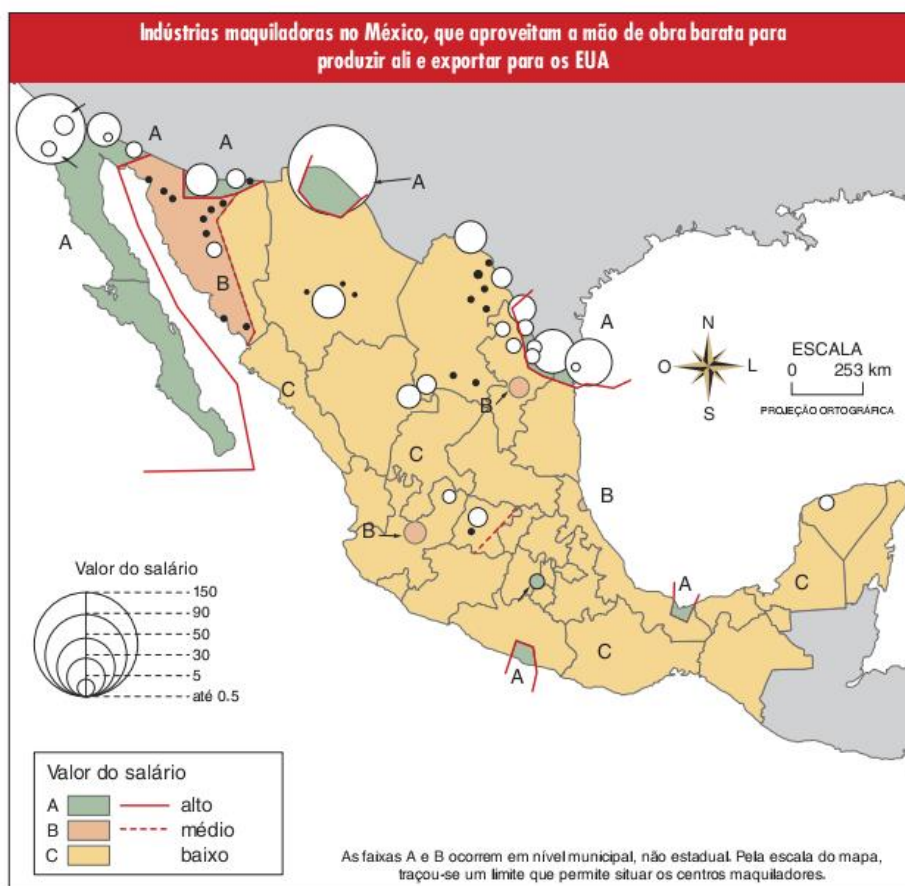 Indústrias maquiladoras no México, que aproveitam a mão de obra barata para
produzir ali e exportar para os EUA
A
A
A
A
B
A
N
O
L
S
ESCALA
0 253 km
PROJEÇÃO ORTOGRÁFICA
C
B
C
B
B
A
C
C
A
Valor do salário
150
90
50
30
5
até 0.5
Valor do salário
A alto
B médio
C baixo
As faixas A e B ocorrem em nível municipal, não estadual. Pela escala do mapa,
traçou-se um limite que permite situar os centros maquiladores.